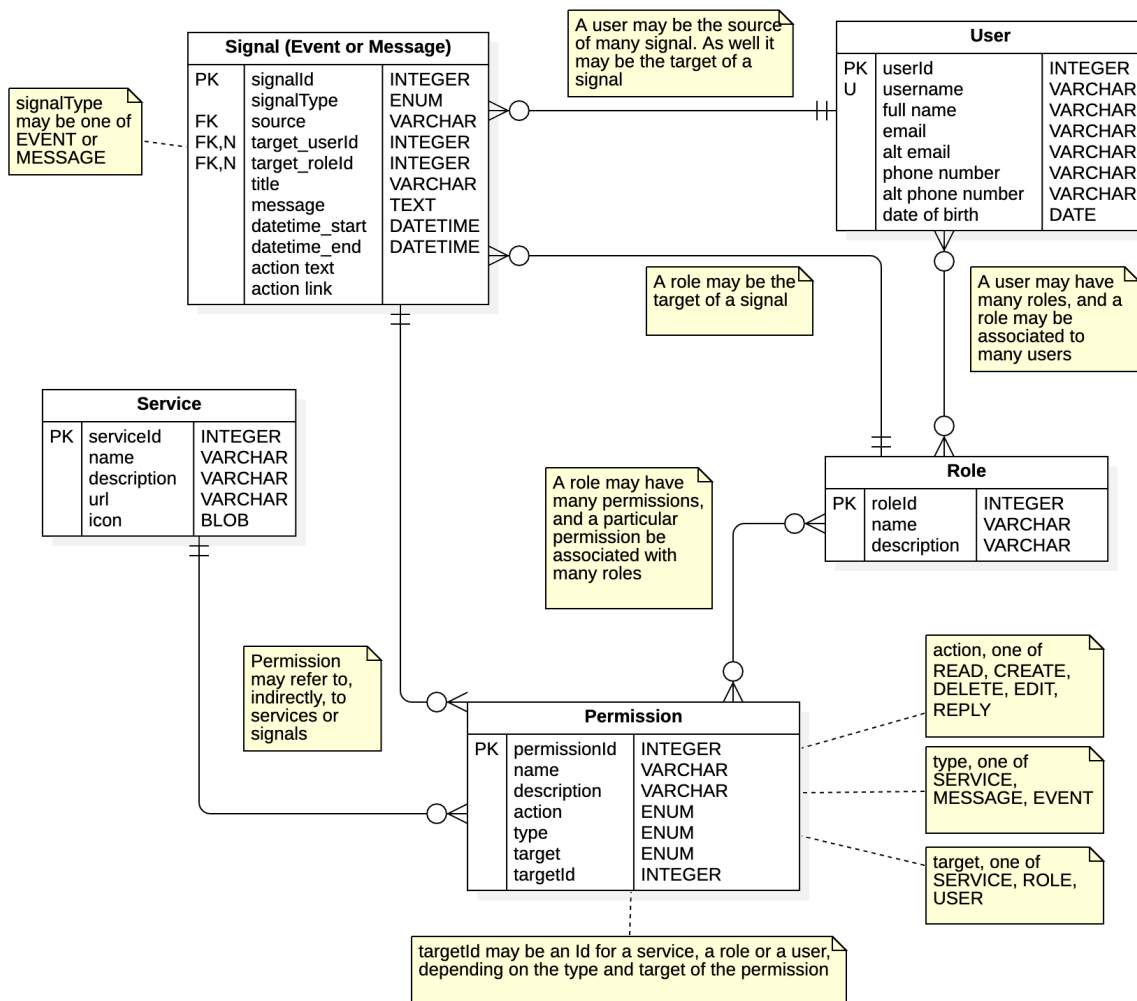 Signal (Event or Message)
PK signalId INTEGER
signalType ENUM
FK source VARCHAR
FK,N target_userId INTEGER
FK,N target_roleId INTEGER
title VARCHAR
message TEXT
datetime_start DATETIME
datetime_end DATETIME
action text
action link
signalType
may be one of
EVENT or
MESSAGE
A user may be the source
of many signal. As well it
may be the target of a
signal
User
PK userId INTEGER
U username VARCHAR
full name VARCHAR
email VARCHAR
alt email VARCHAR
phone number VARCHAR
alt phone number VARCHAR
date of birth DATE
A role may be the
target of a signal
A user may have
many roles, and a
role may be
associated to
many users
Service
PK serviceId INTEGER
name VARCHAR
description VARCHAR
url VARCHAR
icon BLOB
A role may have
many permissions,
and a particular
permission be
associated with
many roles
Role
PK roleId INTEGER
name VARCHAR
description VARCHAR
Permission
may refer to,
indirectly, to
services or
signals
Permission
PK permissionId INTEGER
name VARCHAR
description VARCHAR
action ENUM
type ENUM
target ENUM
targetId INTEGER
action, one of
READ, CREATE,
DELETE, EDIT,
REPLY
type, one of
SERVICE,
MESSAGE, EVENT
target, one of
SERVICE, ROLE,
USER
targetId may be an Id for a service, a role or a user,
depending on the type and target of the permission